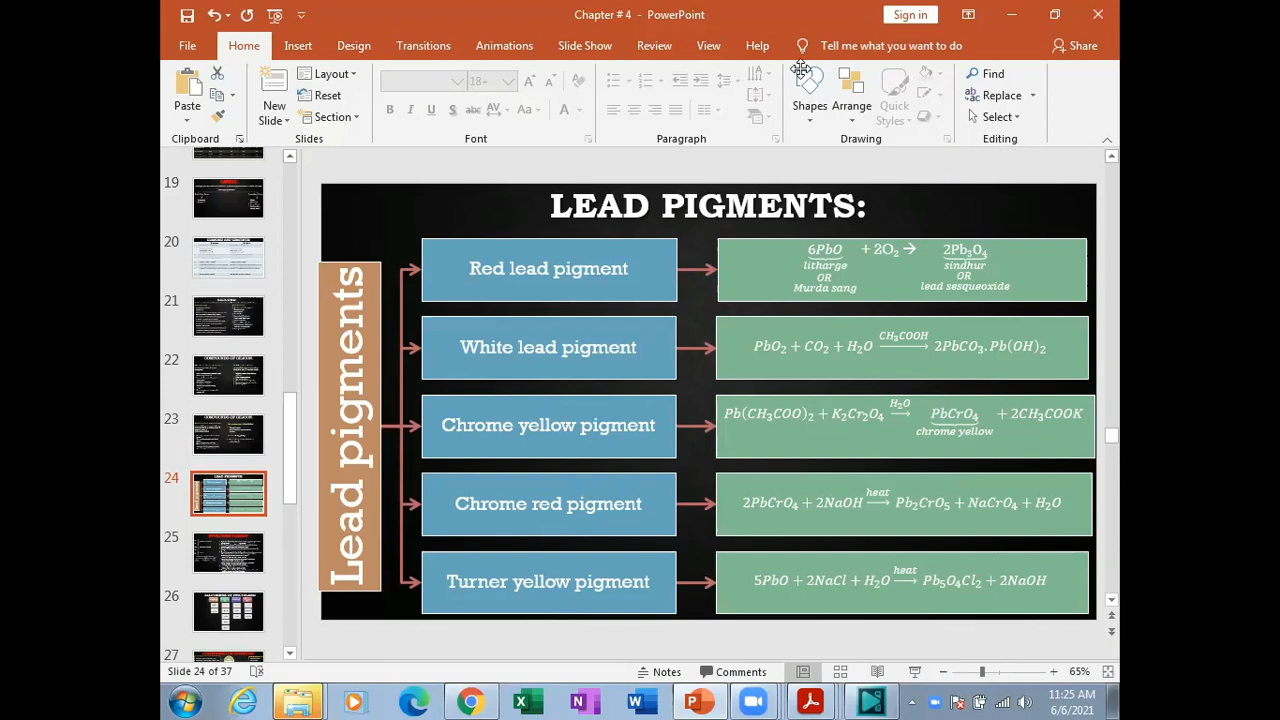 Chapter # 4 - PowerPoint
Sign in
File Home Insert Design Transitions Animations Slide Show Review View Help Tell me what you want to do Share
Paste
Clipboard
New Slide
Layout
Reset
Section
Slides
18+
B I U S abc AV Aa A
Font
Paragraph
Shapes Arrange Quick Styles
Drawing
Find
Replace
Select
Editing
19
20
21
22
23
24
25
26
27
LEAD PIGMENTS:
Lead pigments
Red lead pigment
6PbO + 2O₂ → 2Pb₃O₄
litharge sindhur
OR OR
Murda sang lead sesqueoxide
White lead pigment
CH₃COOH
PbO₂ + CO₂ + H₂O ⟶ 2PbCO₃.Pb(OH)₂
Chrome yellow pigment
H₂O
Pb(CH₃COO)₂ + K₂Cr₂O₄ ⟶ PbCrO₄ + 2CH₃COOK
chrome yellow
Chrome red pigment
heat
2PbCrO₄ + 2NaOH ⟶ Pb₂CrO₅ + NaCrO₄ + H₂O
Turner yellow pigment
heat
5PbO + 2NaCl + H₂O ⟶ Pb₅O₄Cl₂ + 2NaOH
Slide 24 of 37
Notes
Comments
65%
11:25 AM
6/6/2021